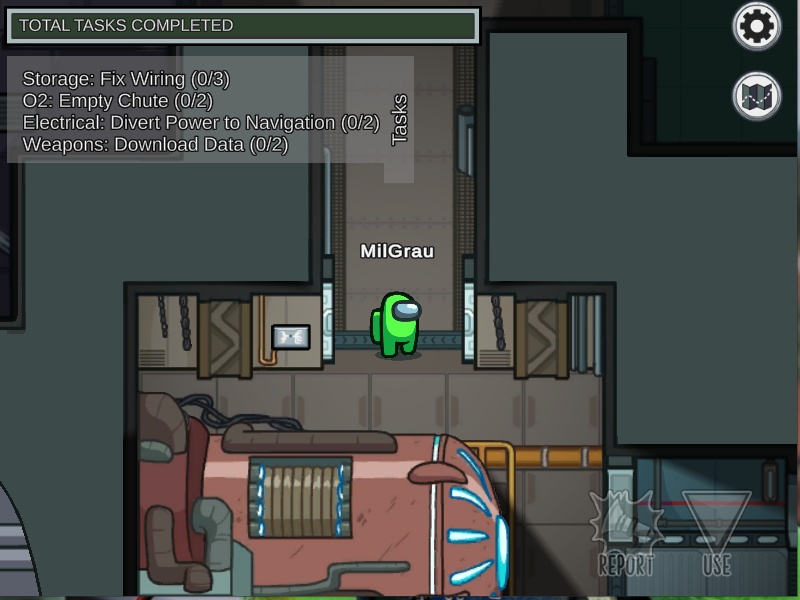 TOTAL TASKS COMPLETED
Storage: Fix Wiring (0/3)
O2: Empty Chute (0/2)
Electrical: Divert Power to Navigation (0/2)
Weapons: Download Data (0/2)
Tasks
MilGrau
REPORT
USE